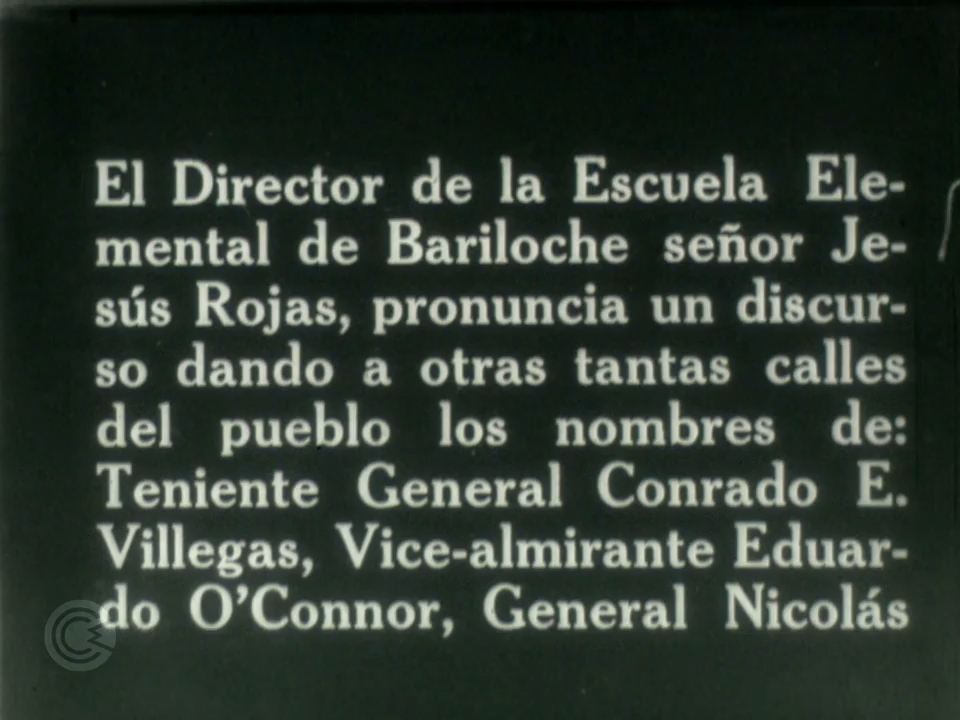 El Director de la Escuela Ele-
mental de Bariloche señor Je-
sús Rojas, pronuncia un discur-
so dando a otras tantas calles
del pueblo los nombres de:
Teniente General Conrado E.
Villegas, Vice-almirante Eduar-
do O'Connor, General Nicolás